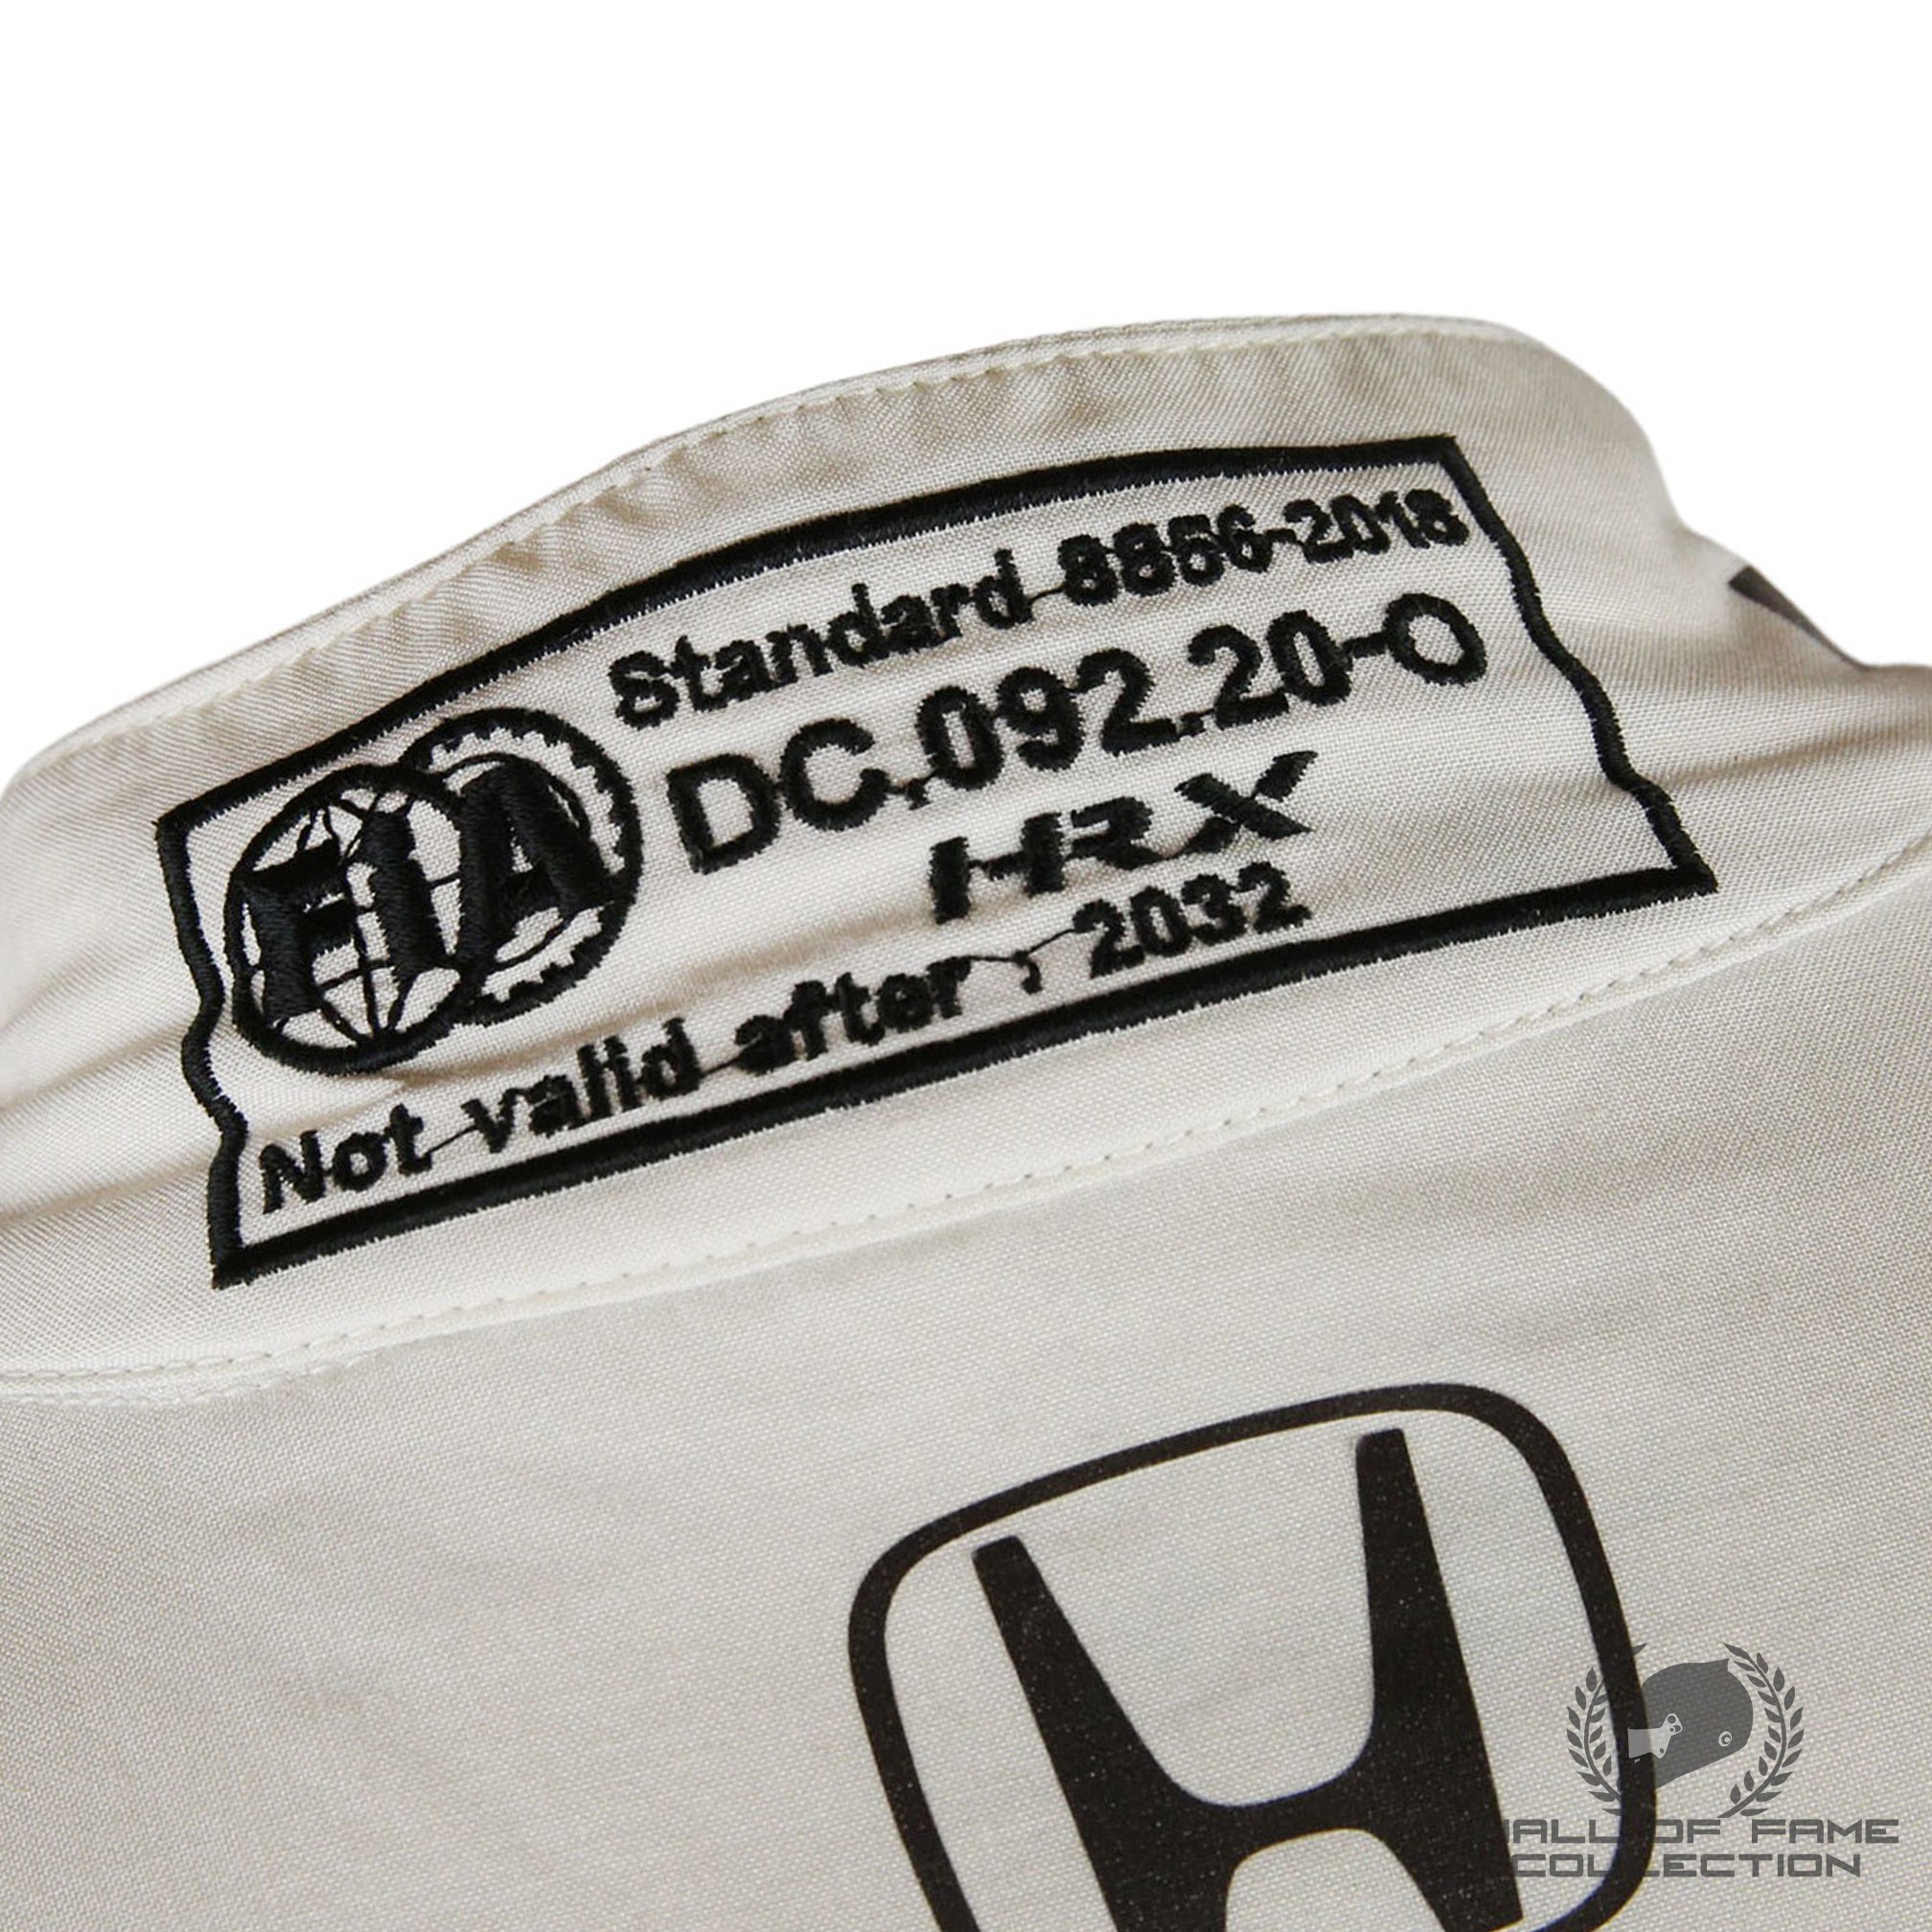 Standard 8856-2018
DC.092.20-O
FIA
HRX
Not valid after : 2032
HALL OF FAME
COLLECTION